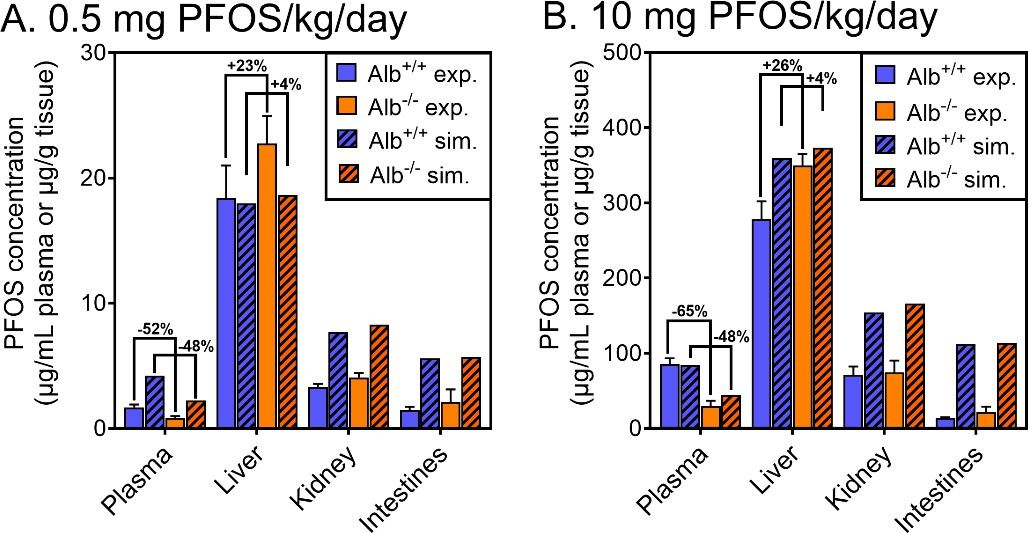 A. 0.5 mg PFOS/kg/day
PFOS concentration
(µg/mL plasma or µg/g tissue)
30
20
10
0
+23%
+4%
-52%
-48%
Alb+/+ exp.
Alb-/- exp.
Alb+/+ sim.
Alb-/- sim.
Plasma
Liver
Kidney
Intestines
B. 10 mg PFOS/kg/day
PFOS concentration
(µg/mL plasma or µg/g tissue)
500
400
300
200
100
0
+26%
+4%
-65%
-48%
Alb+/+ exp.
Alb-/- exp.
Alb+/+ sim.
Alb-/- sim.
Plasma
Liver
Kidney
Intestines